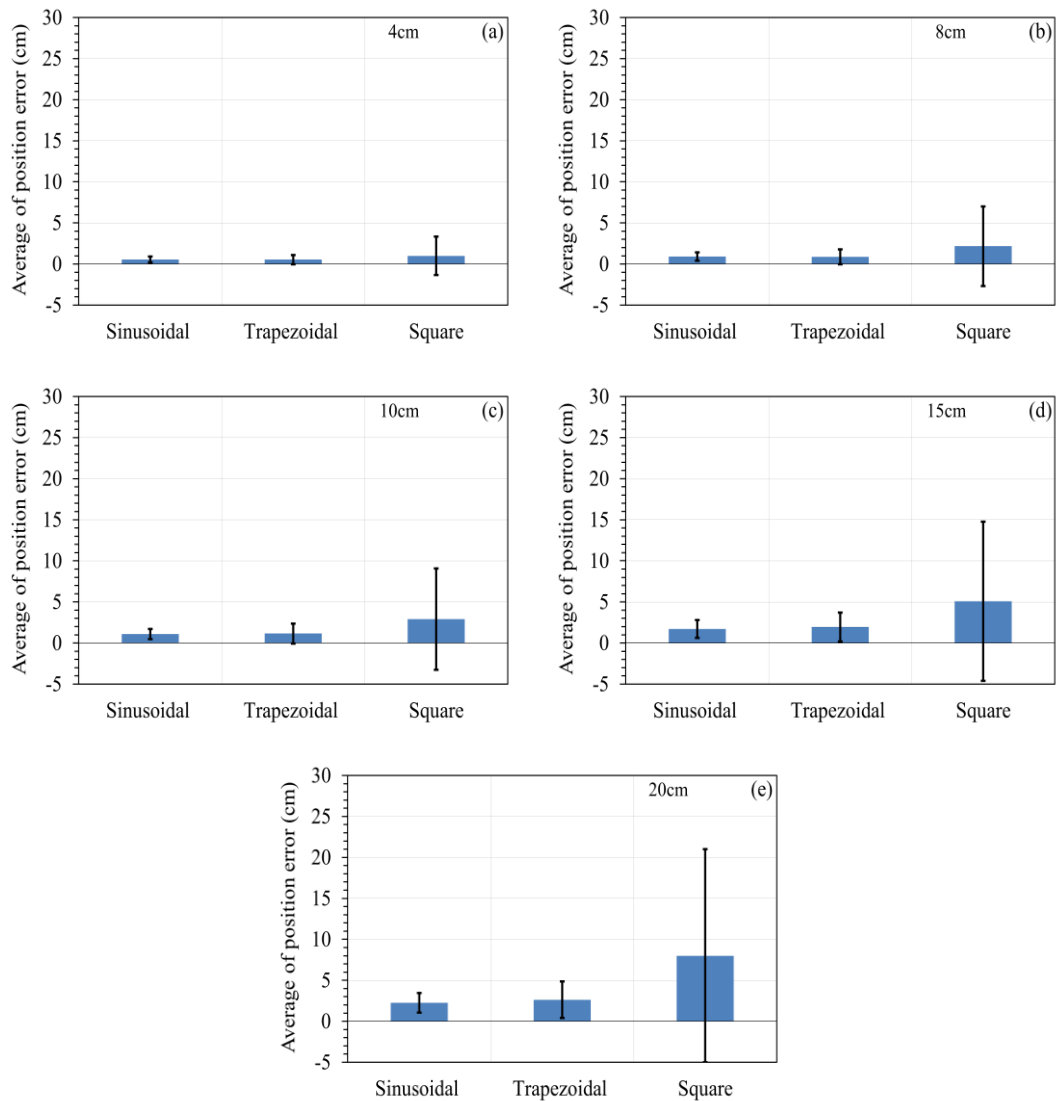 Average of position error (cm)
30
25
20
15
10
5
0
-5
4cm
(a)
Sinusoidal Trapezoidal Square
Average of position error (cm)
30
25
20
15
10
5
0
-5
8cm
(b)
Sinusoidal Trapezoidal Square
Average of position error (cm)
30
25
20
15
10
5
0
-5
10cm
(c)
Sinusoidal Trapezoidal Square
Average of position error (cm)
30
25
20
15
10
5
0
-5
15cm
(d)
Sinusoidal Trapezoidal Square
Average of position error (cm)
30
25
20
15
10
5
0
-5
20cm
(e)
Sinusoidal Trapezoidal Square